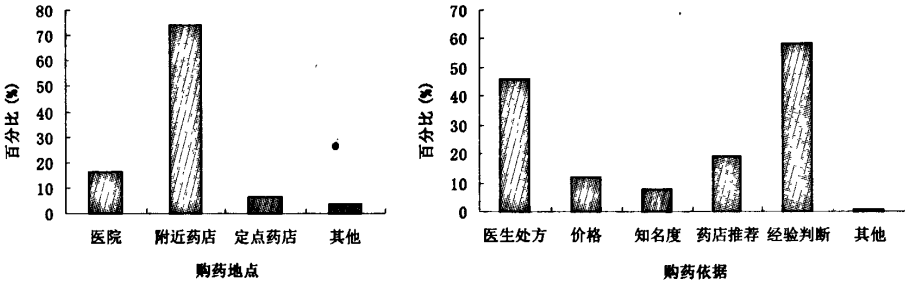 80
70
60
50
40
30
20
10
0
百分比 (%)
医院 附近药店 定点药店 其他
购药地点
70
60
50
40
30
20
10
0
百分比 (%)
医生处方 价格 知名度 药店推荐 经验判断 其他
购药依据